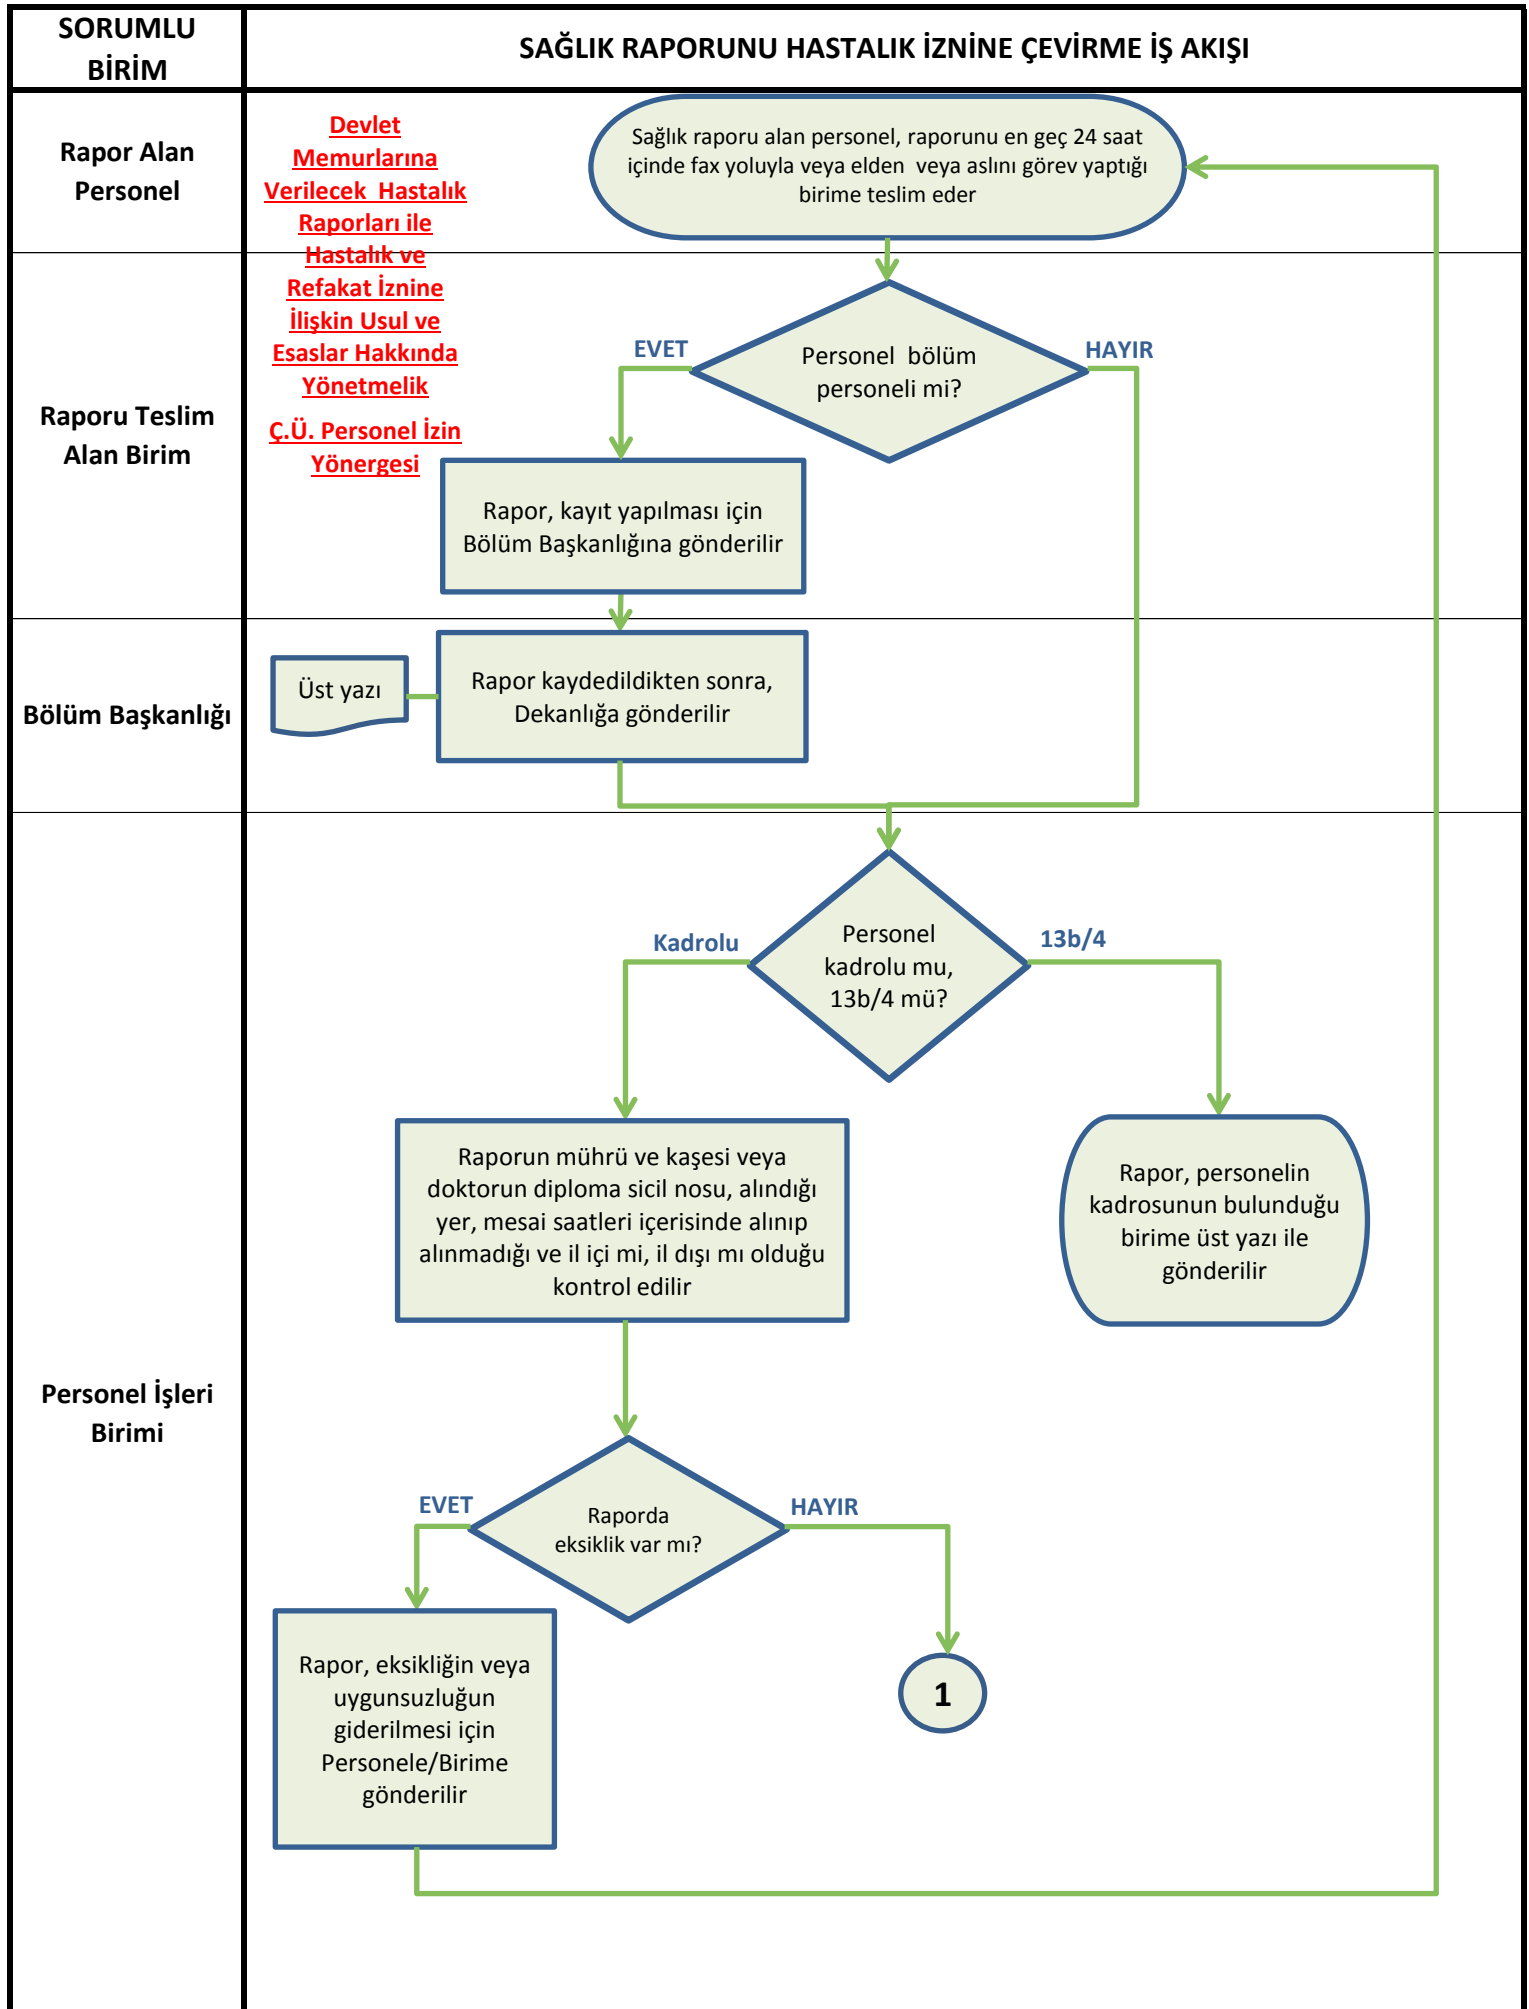 SORUMLU
BİRİM
SAĞLIK RAPORUNU HASTALIK İZNİNE ÇEVİRME İŞ AKIŞI
Rapor Alan
Personel
Devlet
Memurlarına
Verilecek Hastalık
Raporları ile
Hastalık ve
Refakat İznine
İlişkin Usul ve
Esaslar Hakkında
Yönetmelik
Ç.Ü. Personel İzin
Yönergesi
Sağlık raporu alan personel, raporunu en geç 24 saat
içinde fax yoluyla veya elden veya aslını görev yaptığı
birime teslim eder
Raporu Teslim
Alan Birim
EVET
Personel bölüm
personeli mi?
HAYIR
Rapor, kayıt yapılması için
Bölüm Başkanlığına gönderilir
Bölüm Başkanlığı
Üst yazı
Rapor kaydedildikten sonra,
Dekanlığa gönderilir
Personel İşleri
Birimi
Kadrolu
Personel
kadrolu mu,
13b/4 mü?
13b/4
Raporun mührü ve kaşesi veya
doktorun diploma sicil nosu, alındığı
yer, mesai saatleri içerisinde alınıp
alınmadığı ve il içi mi, il dışı mı olduğu
kontrol edilir
Rapor, personelin
kadrosunun bulunduğu
birime üst yazı ile
gönderilir
EVET
Raporda
eksiklik var mı?
HAYIR
Rapor, eksikliğin veya
uygunsuzluğun
giderilmesi için
Personele/Birime
gönderilir
1